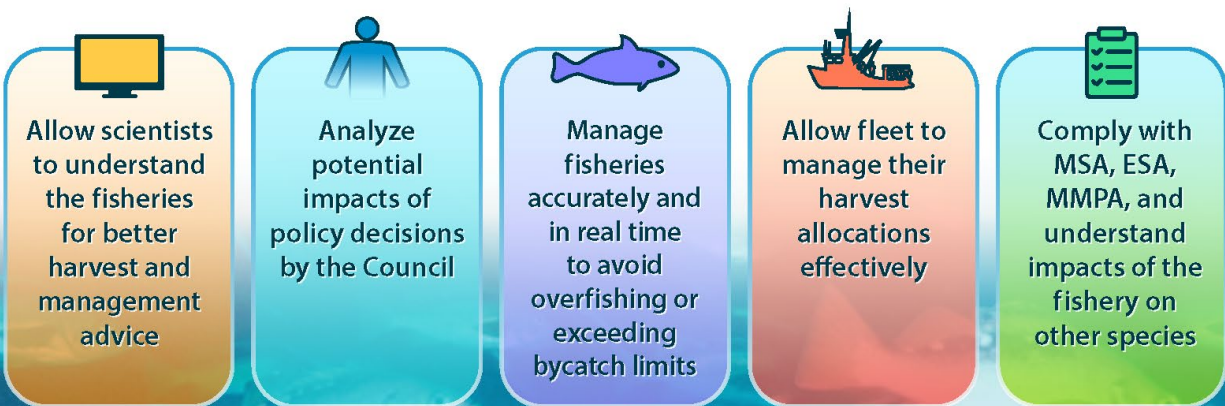 Allow scientists
to understand
the fisheries
for better
harvest and
management
advice
Analyze
potential
impacts of
policy decisions
by the Council
Manage
fisheries
accurately and
in real time
to avoid
overfishing or
exceeding
bycatch limits
Allow fleet to
manage their
harvest
allocations
effectively
Comply with
MSA, ESA,
MMPA, and
understand
impacts of the
fishery on
other species